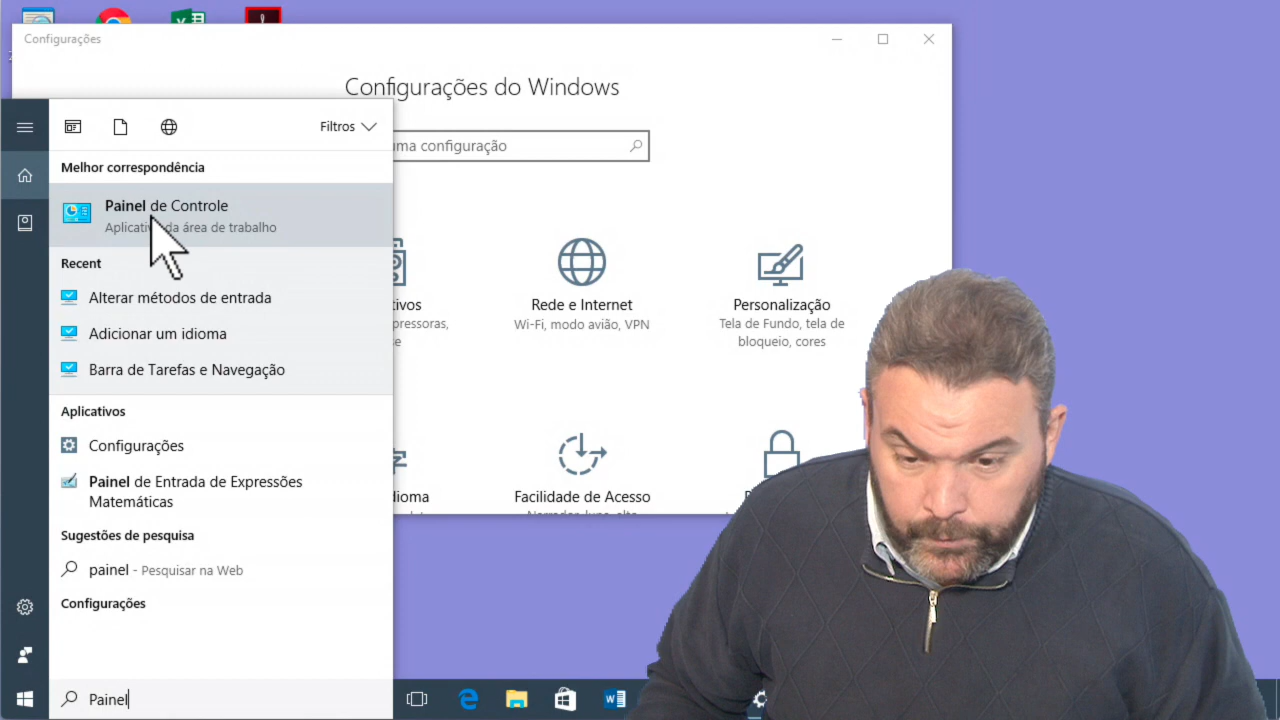 Configurações
Configurações do Windows
uma configuração
Filtros
Melhor correspondência
Painel de Controle
da área de trabalho
Recent
Alterar métodos de entrada
Adicionar um idioma
Barra de Tarefas e Navegação
Aplicativos
Configurações
Painel de Entrada de Expressões
Matemáticas
Sugestões de pesquisa
painel - Pesquisar na Web
Configurações
Painel
Rede e Internet
Wi-Fi, modo avião, VPN
Personalização
Tela de Fundo, tela de
bloqueio, cores
Facilidade de Acesso